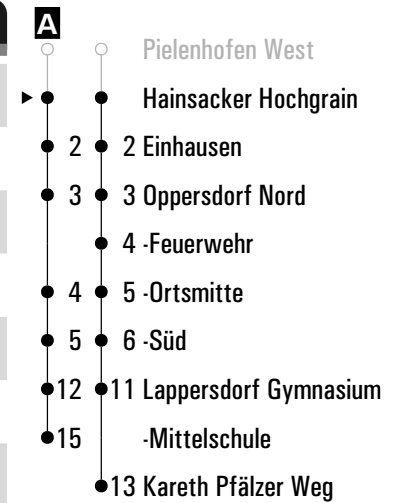 A
Pielenhofen West
Hainsacker Hochgrain
2 2 Einhausen
3 3 Oppersdorf Nord
4 -Feuerwehr
4 5 -Ortsmitte
5 6 -Süd
12 11 Lappersdorf Gymnasium
15 -Mittelschule
13 Kareth Pfälzer Weg